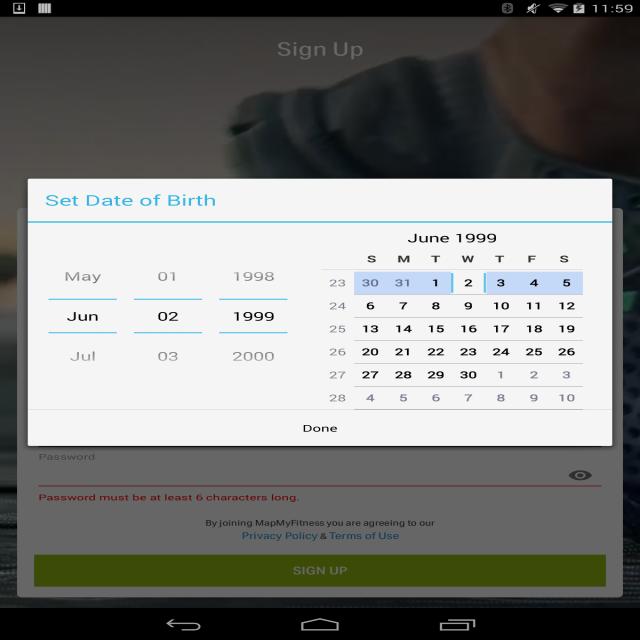 11:59
Sign Up
Set Date of Birth
May 01 1998
Jun 02 1999
Jul 03 2000
June 1999
S M T W T F S
23 30 31 1 2 3 4 5
24 6 7 8 9 10 11 12
25 13 14 15 16 17 18 19
26 20 21 22 23 24 25 26
27 27 28 29 30 1 2 3
28 4 5 6 7 8 9 10
Done
Password
Password must be at least 6 characters long.
By joining MapMyFitness you are agreeing to our
Privacy Policy & Terms of Use
SIGN UP